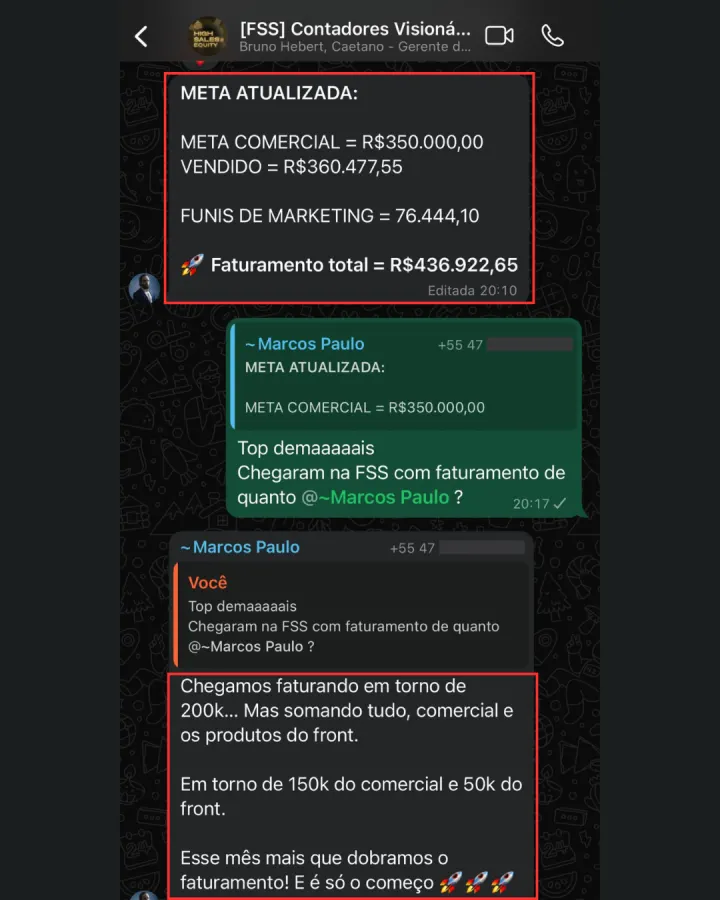 [FSS] Contadores Visioná...
HIGH
SALES
EQUITY
Bruno Hebert, Caetano - Gerente d...
META ATUALIZADA:
META COMERCIAL = R$350.000,00
VENDIDO = R$360.477,55
FUNIS DE MARKETING = 76.444,10
🚀 Faturamento total = R$436.922,65
Editada 20:10
~Marcos Paulo +55 47
META ATUALIZADA:
META COMERCIAL = R$350.000,00
Top demaaaaais
Chegaram na FSS com faturamento de
quanto @~Marcos Paulo ?
20:17
~Marcos Paulo +55 47
Você
Top demaaaaais
Chegaram na FSS com faturamento de quanto
@~Marcos Paulo ?
Chegamos faturando em torno de
200k... Mas somando tudo, comercial e
os produtos do front.
Em torno de 150k do comercial e 50k do
front.
Esse mês mais que dobramos o
faturamento! E é só o começo 🚀🚀🚀